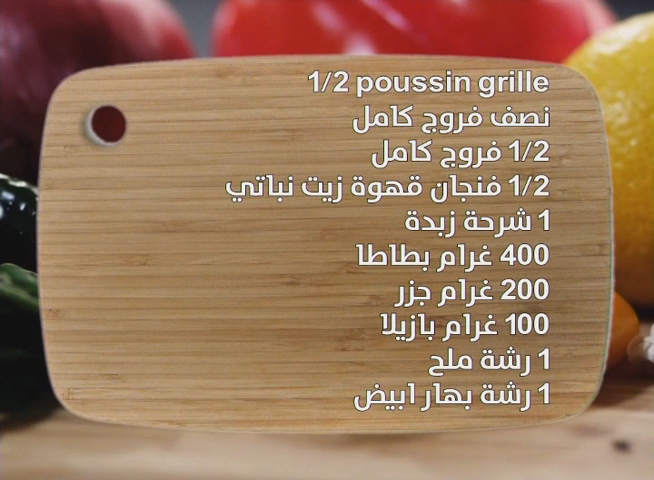 1/2 poussin grille
نصف فروج كامل
1/2 فروج كامل
1/2 فنجان قهوة زيت نباتي
1 شرحة زبدة
400 غرام بطاطا
200 غرام جزر
100 غرام بازيلا
1 رشة ملح
1 رشة بهار ابيض